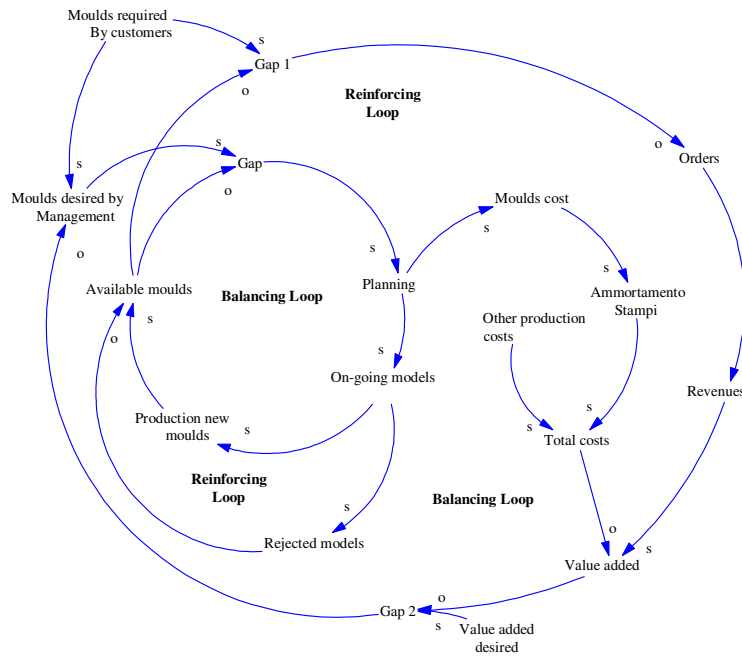 Moulds required
By customers
s
Gap 1
o
Reinforcing
Loop
o
Orders
s
Gap
o
s
Moulds desired by
Management
o
Moulds cost
s
s
Planning
s
Ammortamento
Stampi
Available moulds
Balancing Loop
o
s
Other production
costs
s
On-going models
s
Revenues
Production new
moulds
s
s
s
Total costs
Reinforcing
Loop
Balancing Loop
s
Rejected models
o
s
Value added
o
Gap 2
s
Value added
desired